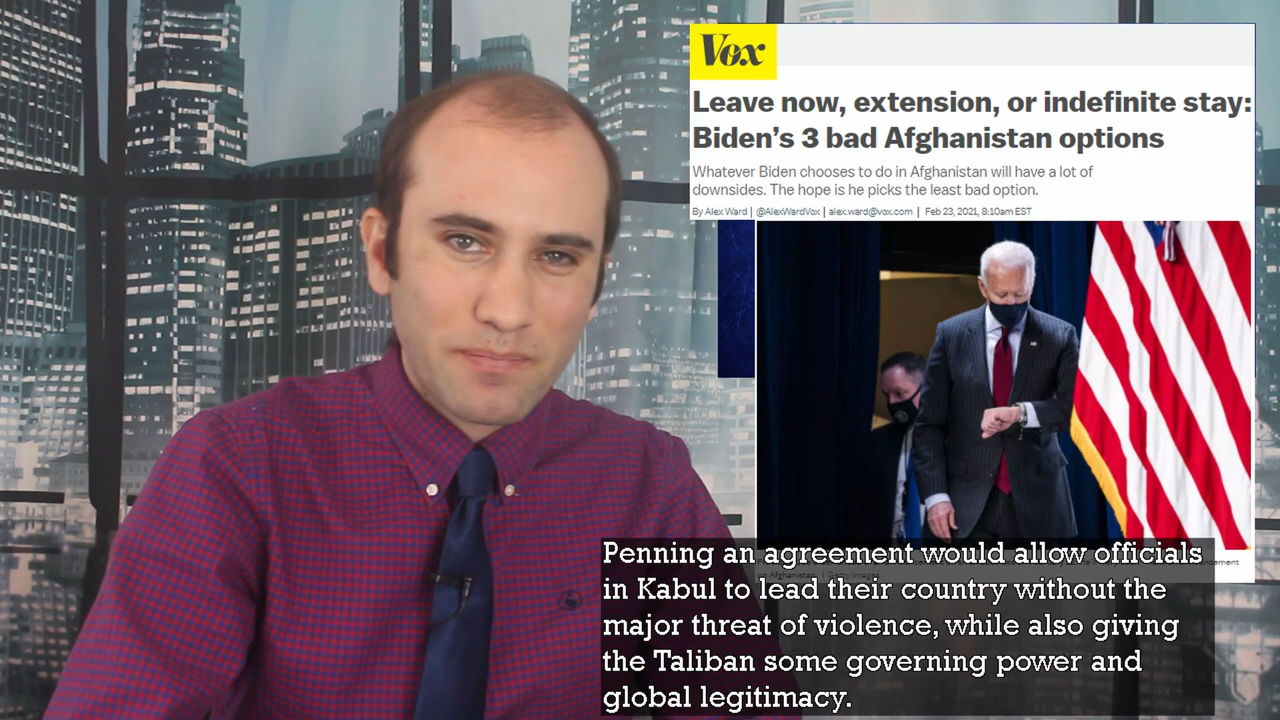 Vox
Leave now, extension, or indefinite stay:
Biden's 3 bad Afghanistan options
Whatever Biden chooses to do in Afghanistan will have a lot of
downsides. The hope is he picks the least bad option.
By Alex Ward | @AlexWardVox | alex.ward@vox.com | Feb 23, 2021, 8:10am EST
Penning an agreement would allow officials
in Kabul to lead their country without the
major threat of violence, while also giving
the Taliban some governing power and
global legitimacy.